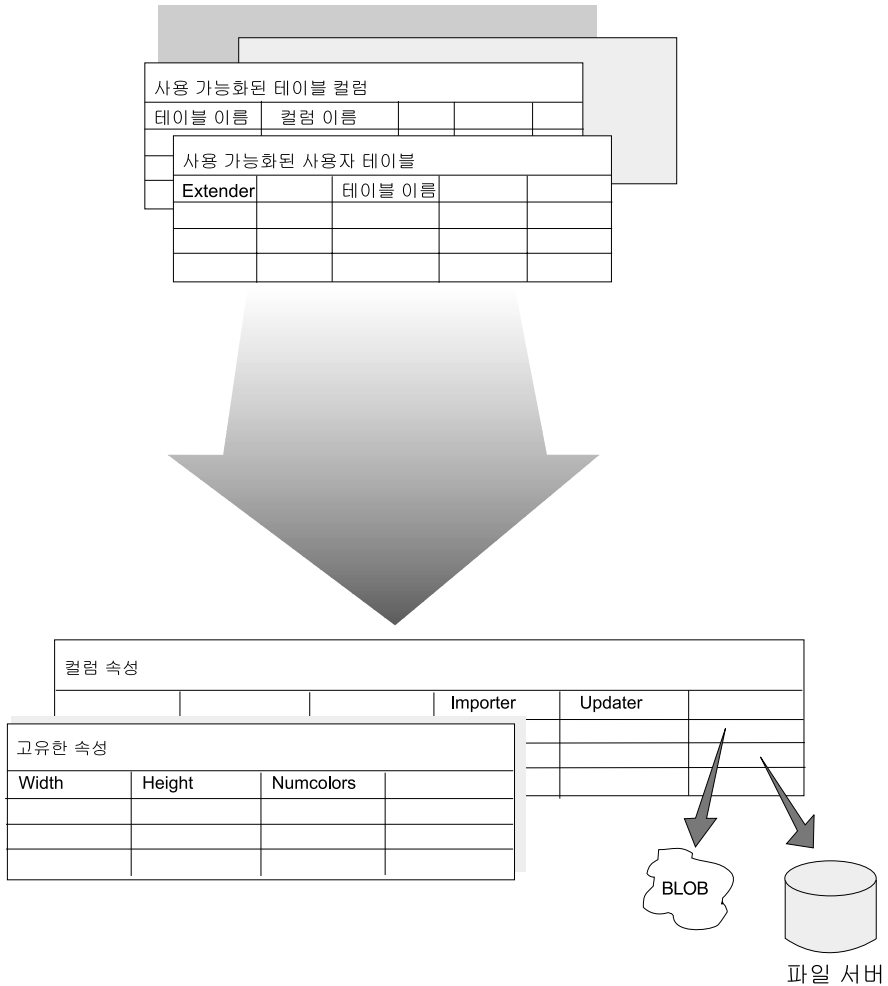 사용 가능화된 테이블 컬럼
테이블 이름 컬럼 이름
사용 가능화된 사용자 테이블
Extender 테이블 이름
컬럼 속성
Importer Updater
고유한 속성
Width Height Numcolors
BLOB
파일 서버